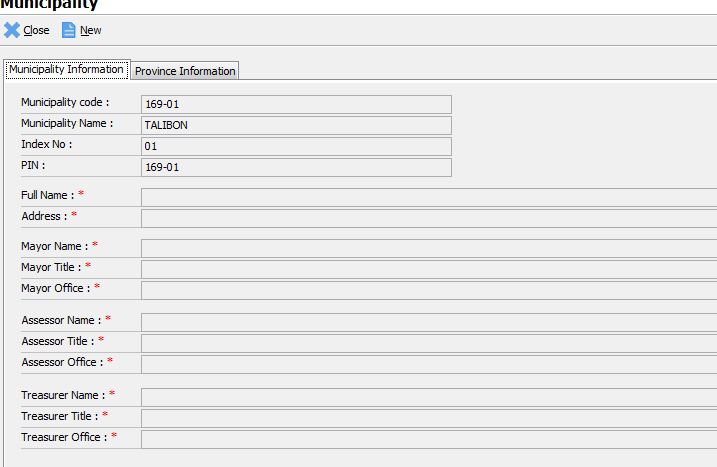 Municipality
Close New
Municipality Information Province Information
Municipality code : 169-01
Municipality Name : TALIBON
Index No : 01
PIN : 169-01
Full Name : *
Address : *
Mayor Name : *
Mayor Title : *
Mayor Office : *
Assessor Name : *
Assessor Title : *
Assessor Office : *
Treasurer Name : *
Treasurer Title : *
Treasurer Office : *